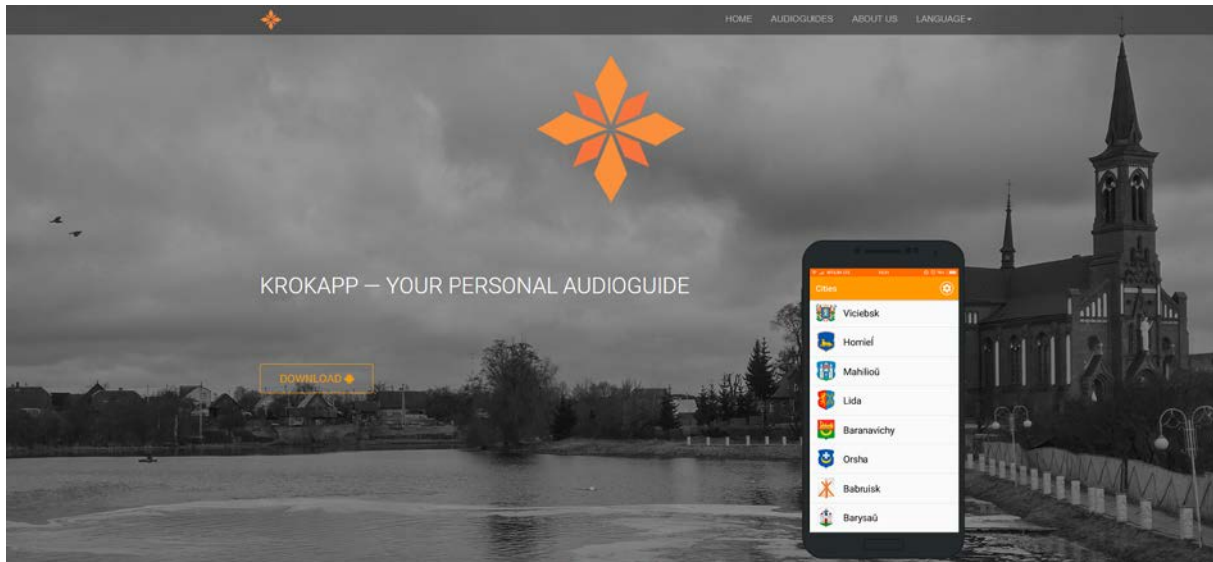 HOME AUDIOGUIDES ABOUT US LANGUAGE
KROKAPP — YOUR PERSONAL AUDIOGUIDE
DOWNLOAD
Cities
Viciebsk
Homieĺ
Mahilioŭ
Lida
Baranavichy
Orsha
Babruisk
Barysaŭ